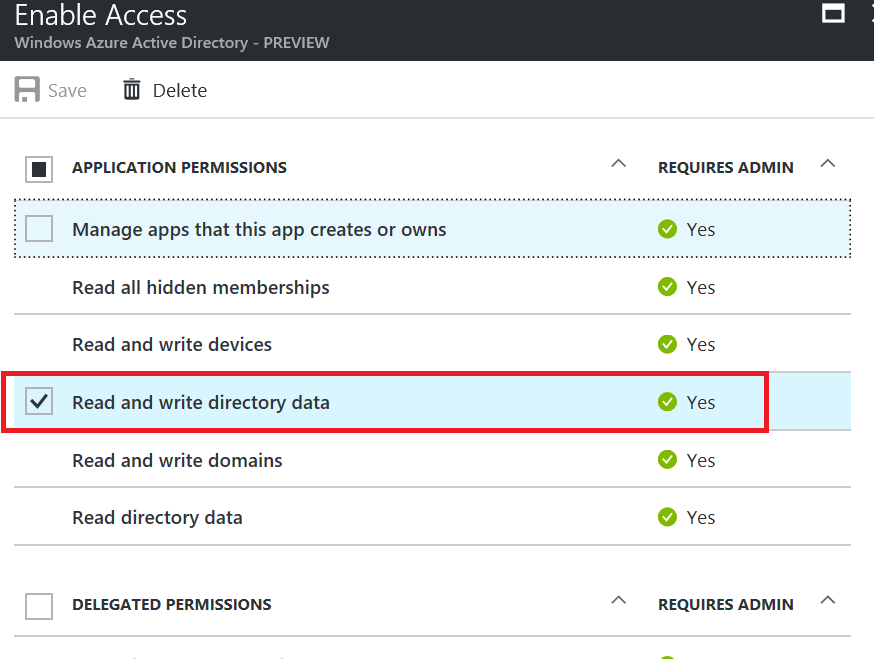 Enable Access
Windows Azure Active Directory - PREVIEW
Save Delete
APPLICATION PERMISSIONS REQUIRES ADMIN
Manage apps that this app creates or owns Yes
Read all hidden memberships Yes
Read and write devices Yes
Read and write directory data Yes
Read and write domains Yes
Read directory data Yes
DELEGATED PERMISSIONS REQUIRES ADMIN